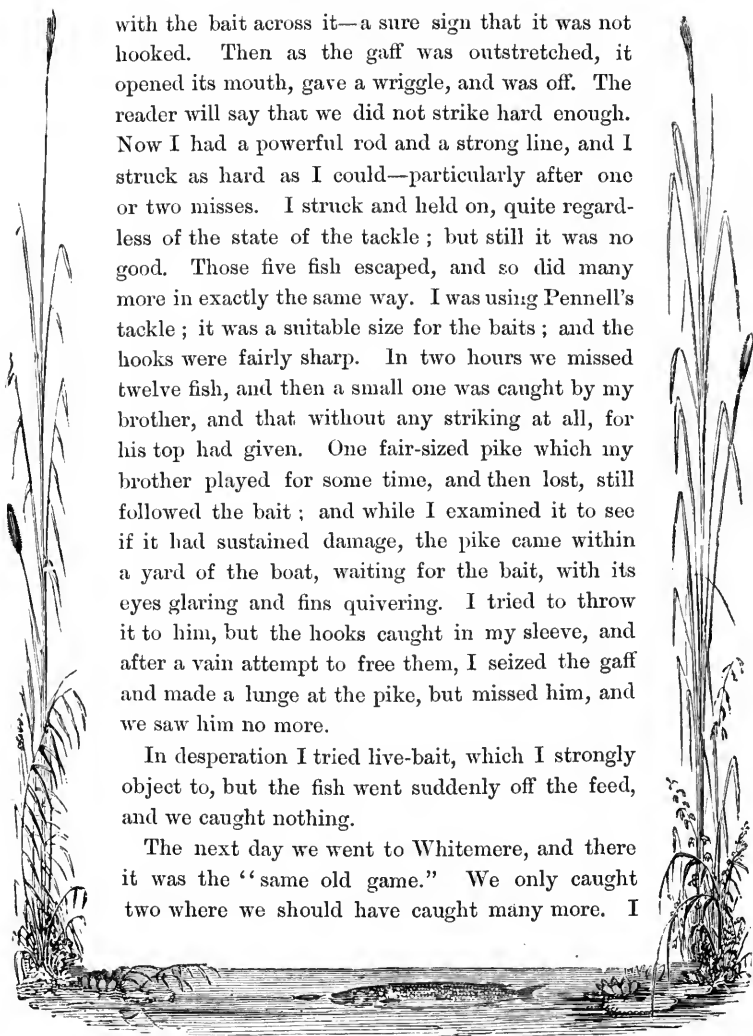 with the bait across it—a sure sign that it was not
hooked. Then as the gaff was outstretched, it
opened its mouth, gave a wriggle, and was off. The
reader will say that we did not strike hard enough.
Now I had a powerful rod and a strong line, and I
struck as hard as I could—particularly after one
or two misses. I struck and held on, quite regard-
less of the state of the tackle ; but still it was no
good. Those five fish escaped, and so did many
more in exactly the same way. I was using Pennell's
tackle ; it was a suitable size for the baits ; and the
hooks were fairly sharp. In two hours we missed
twelve fish, and then a small one was caught by my
brother, and that without any striking at all, for
his top had given. One fair-sized pike which my
brother played for some time, and then lost, still
followed the bait ; and while I examined it to see
if it had sustained damage, the pike came within
a yard of the boat, waiting for the bait, with its
eyes glaring and fins quivering. I tried to throw
it to him, but the hooks caught in my sleeve, and
after a vain attempt to free them, I seized the gaff
and made a lunge at the pike, but missed him, and
we saw him no more.
In desperation I tried live-bait, which I strongly
object to, but the fish went suddenly off the feed,
and we caught nothing.
The next day we went to Whitemere, and there
it was the “same old game.” We only caught
two where we should have caught many more. I